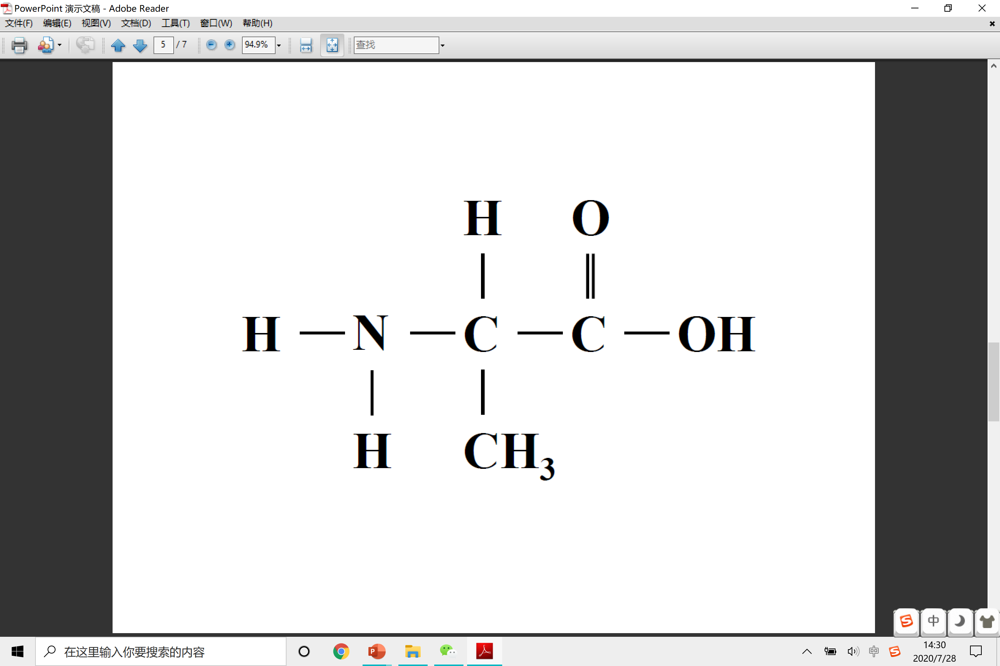 PowerPoint 演示文稿 - Adobe Reader
文件(F) 编辑(E) 视图(V) 文档(D) 工具(T) 窗口(W) 帮助(H)
5 / 7 94.9% 查找
H O
H N C C OH
H CH₃
中
在这里输入你要搜索的内容
中 14:30
2020/7/28